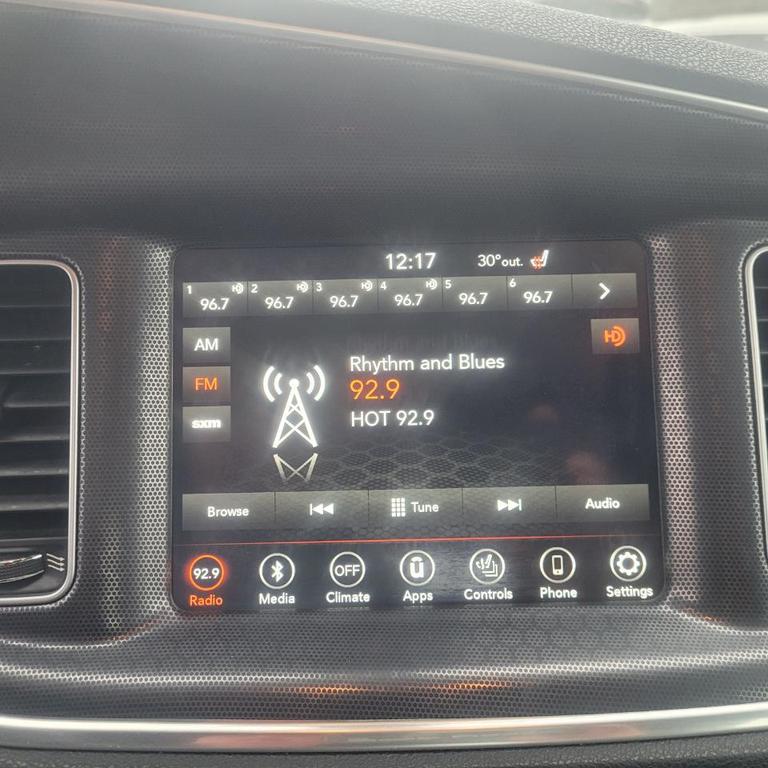 12:17 30°out.
1 2 3 4 5 6
96.7 96.7 96.7 96.7 96.7 96.7
AM
HD
Rhythm and Blues
FM
92.9
sxm
HOT 92.9
Browse Tune Audio
92.9 OFF
Radio Media Climate Apps Controls Phone Settings